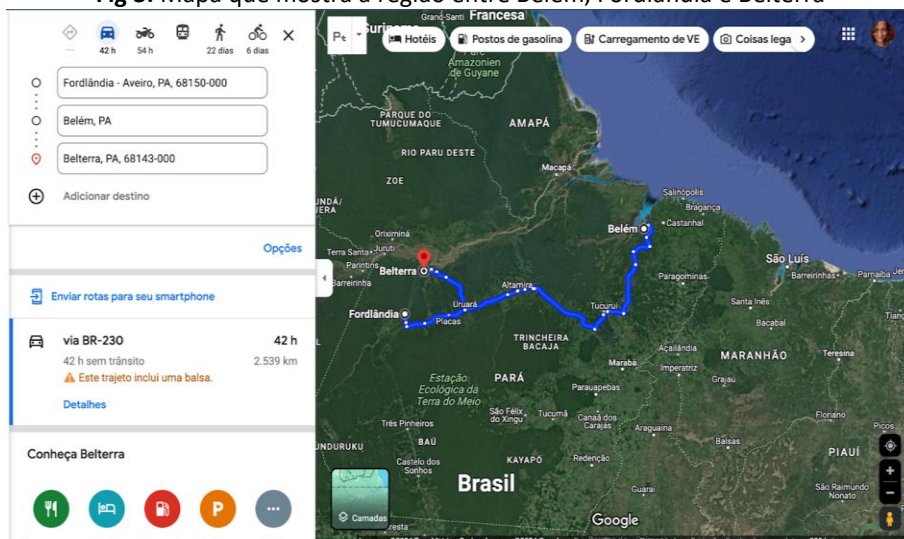 Fig 3. Mapa que mostra a região entre Belém, Fordlândia e Belterra
42 h
54 h
22 dias
6 dias
Fordlândia - Aveiro, PA, 68150-000
Belém, PA
Belterra, PA, 68143-000
Adicionar destino
Opções
Enviar rotas para seu smartphone
via BR-230
42 h
42 h sem trânsito
2.539 km
Este trajeto inclui uma balsa.
Detalhes
Conheça Belterra
P
Hotéis
Postos de gasolina
Carregamento de VE
Coisas lega
Grand-Santi
Francesa
Amazonien
de Guyane
PARQUE DO
TUMUCUMAQUE
AMAPÁ
RIO PARU DESTE
ZOE
Macapá
Salinópolis
Bragança
Belém
Castanhal
Oriximiná
Terra Santa
Juruti
Parintins
Barreirinha
Belterra
Altamira
Paragominas
São Luís
Barreirinhas
Parnaíba
Fordlândia
Uruará
Placas
Tucuruí
Santa Inês
Bacabal
TRINCHEIRA
BACAJA
Açailândia
MARANHÃO
Teresina
Marabá
Imperatriz
Grajaú
Estação
Ecológica da
Terra do Meio
PARÁ
Parauapebas
São Félix
do Xingu
Tucumã
Canaã dos
Carajás
Araguaína
Floriano
Picos
Três Pinheiros
BAÚ
Balsas
PIAUÍ
Castelo dos
Sonhos
KAYAPÓ
Redenção
Brasil
Guaraí
São Raimundo
Nonato
Camadas
Google